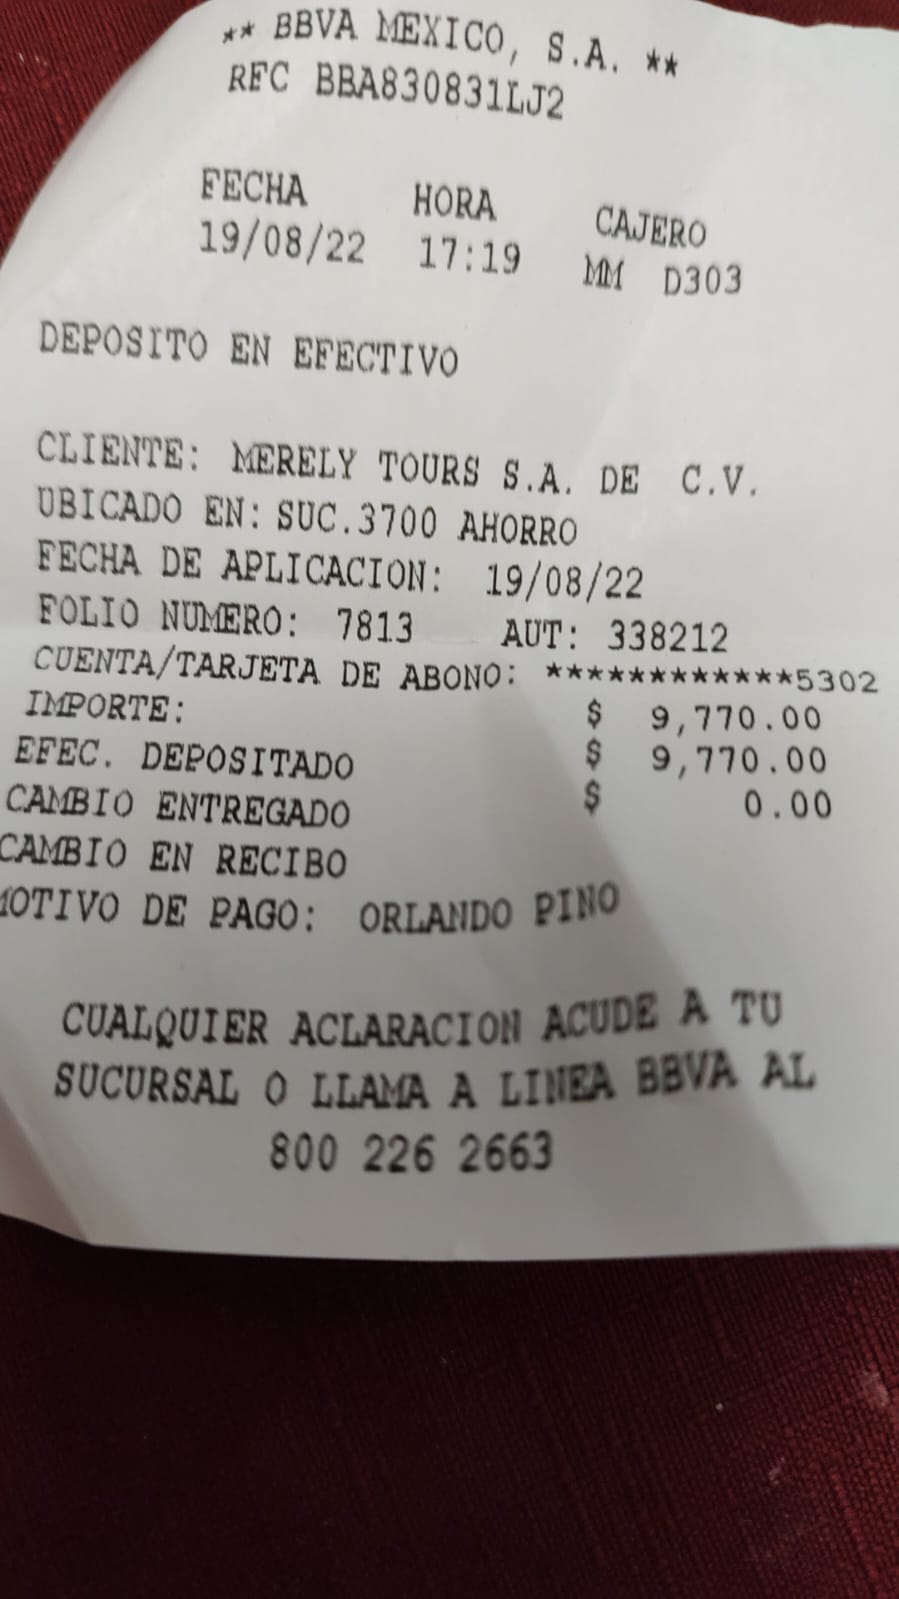 ** BBVA MEXICO, S.A. **
RFC BBA830831LJ2
FECHA HORA CAJERO
19/08/22 17:19 MM D303
DEPOSITO EN EFECTIVO
CLIENTE: MERELY TOURS S.A. DE C.V.
UBICADO EN: SUC.3700 AHORRO
FECHA DE APLICACION: 19/08/22
FOLIO NUMERO: 7813 AUT: 338212
CUENTA/TARJETA DE ABONO: ************5302
IMPORTE: $ 9,770.00
EFEC. DEPOSITADO $ 9,770.00
CAMBIO ENTREGADO $ 0.00
CAMBIO EN RECIBO
MOTIVO DE PAGO: ORLANDO PINO
CUALQUIER ACLARACION ACUDE A TU
SUCURSAL O LLAMA A LINEA BBVA AL
800 226 2663